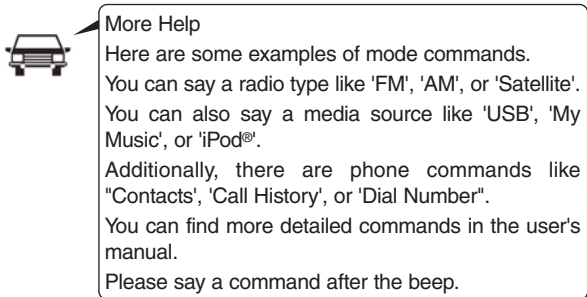 More Help
Here are some examples of mode commands.
You can say a radio type like 'FM', 'AM', or 'Satellite'.
You can also say a media source like 'USB', 'My
Music', or 'iPod®'.
Additionally, there are phone commands like
"Contacts', 'Call History', or 'Dial Number".
You can find more detailed commands in the user's
manual.
Please say a command after the beep.